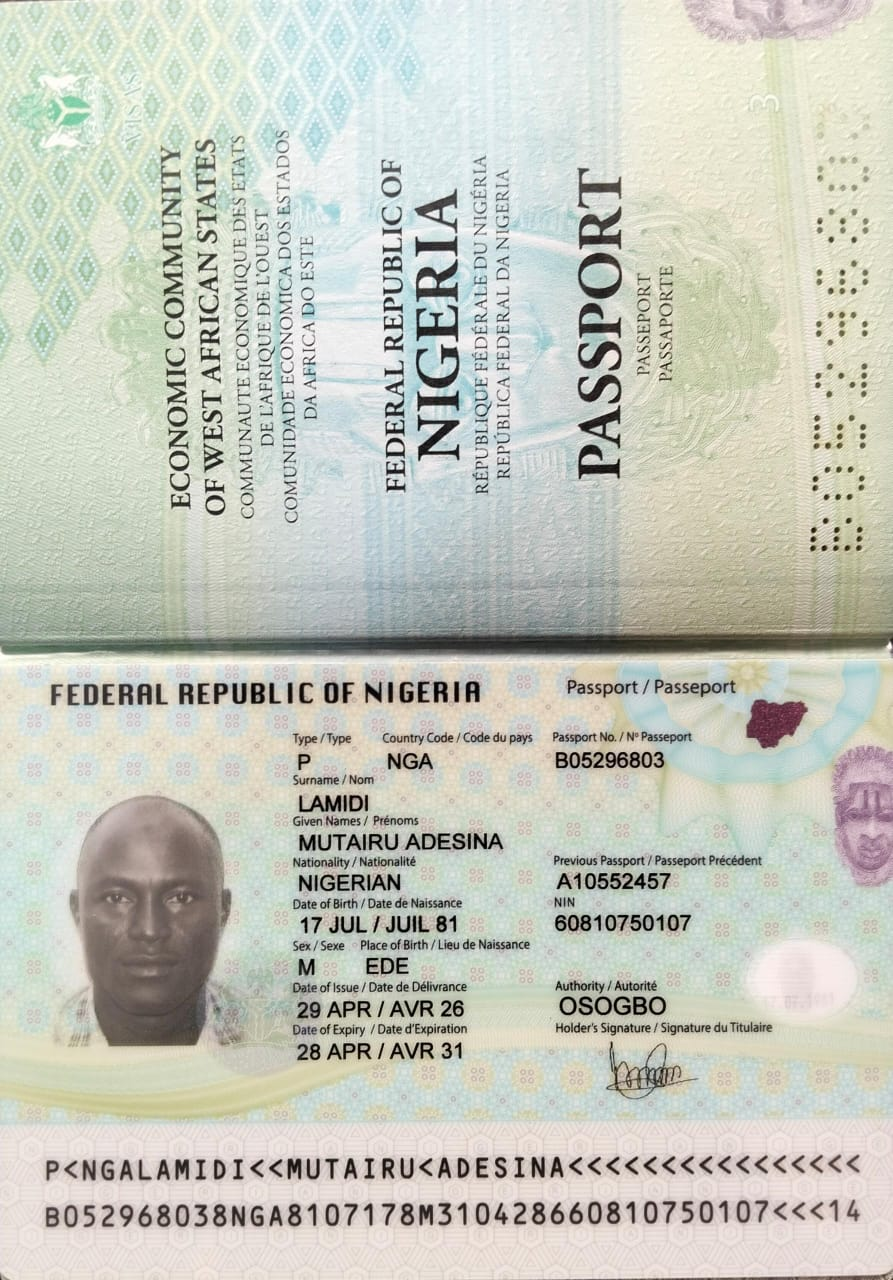 VISAS
ECONOMIC COMMUNITY
OF WEST AFRICAN STATES
COMMUNAUTE ECONOMIQUE DES ETATS
DE L'AFRIQUE DE L'OUEST
COMUNIDADE ECONOMICA DOS ESTADOS
DA AFRICA DO ESTE
FEDERAL REPUBLIC OF
NIGERIA
RÉPUBLIQUE FÉDÉRALE DU NIGÉRIA
REPÚBLICA FEDERAL DA NIGERIA
PASSPORT
PASSEPORT
PASSAPORTE
3
B05296803
FEDERAL REPUBLIC OF NIGERIA
Passport / Passeport
Type / Type Country Code / Code du pays Passport No. / Nº Passeport
P NGA B05296803
Surname / Nom
LAMIDI
Given Names / Prénoms
MUTAIRU ADESINA
Nationality / Nationalité Previous Passport / Passeport Précédent
NIGERIAN A10552457
Date of Birth / Date de Naissance NIN
17 JUL / JUIL 81 60810750107
Sex / Sexe Place of Birth / Lieu de Naissance
M EDE
Date of Issue / Date de Délivrance Authority / Autorité
29 APR / AVR 26 OSOGBO
Date of Expiry / Date d'Expiration Holder's Signature / Signature du Titulaire
28 APR / AVR 31
P<NGALAMIDI<<MUTAIRU<ADESINA<<<<<<<<<<<<<<<<
B052968038NGA8107178M310428660810750107<<<14